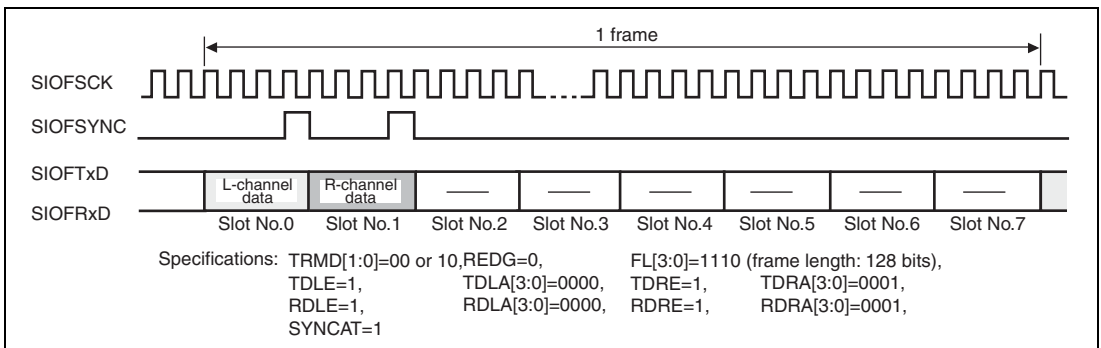 1 frame
SIOFSCK
SIOFSYNC
SIOFTxD
SIOFRxD
L-channel data
R-channel data
Slot No.0 Slot No.1 Slot No.2 Slot No.3 Slot No.4 Slot No.5 Slot No.6 Slot No.7
Specifications: TRMD[1:0]=00 or 10, REDG=0, FL[3:0]=1110 (frame length: 128 bits),
TDLE=1, TDLA[3:0]=0000, TDRE=1, TDRA[3:0]=0001,
RDLE=1, RDLA[3:0]=0000, RDRE=1, RDRA[3:0]=0001,
SYNCAT=1